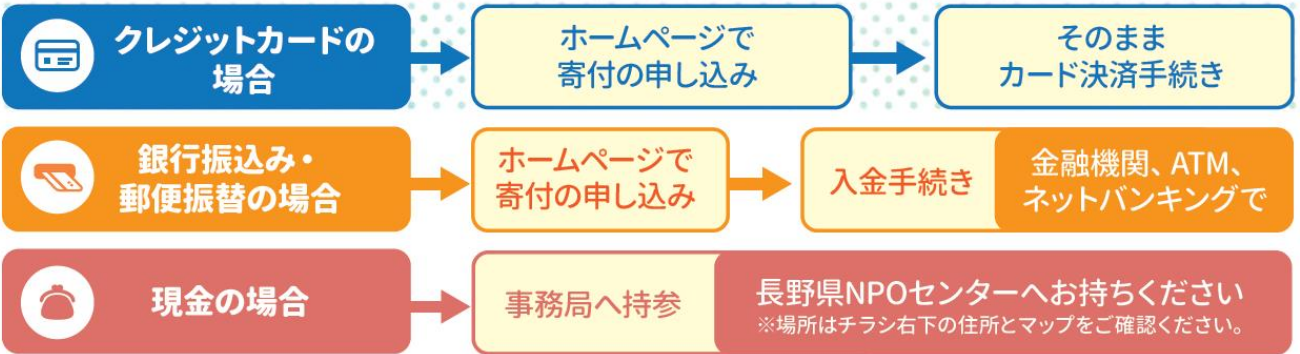 クレジットカードの
場合
ホームページで
寄付の申し込み
そのまま
カード決済手続き
銀行振込み・
郵便振替の場合
ホームページで
寄付の申し込み
入金手続き
金融機関、ATM、
ネットバンキングで
現金の場合
事務局へ持参
長野県NPOセンターへお持ちください
※場所はチラシ右下の住所とマップをご確認ください。